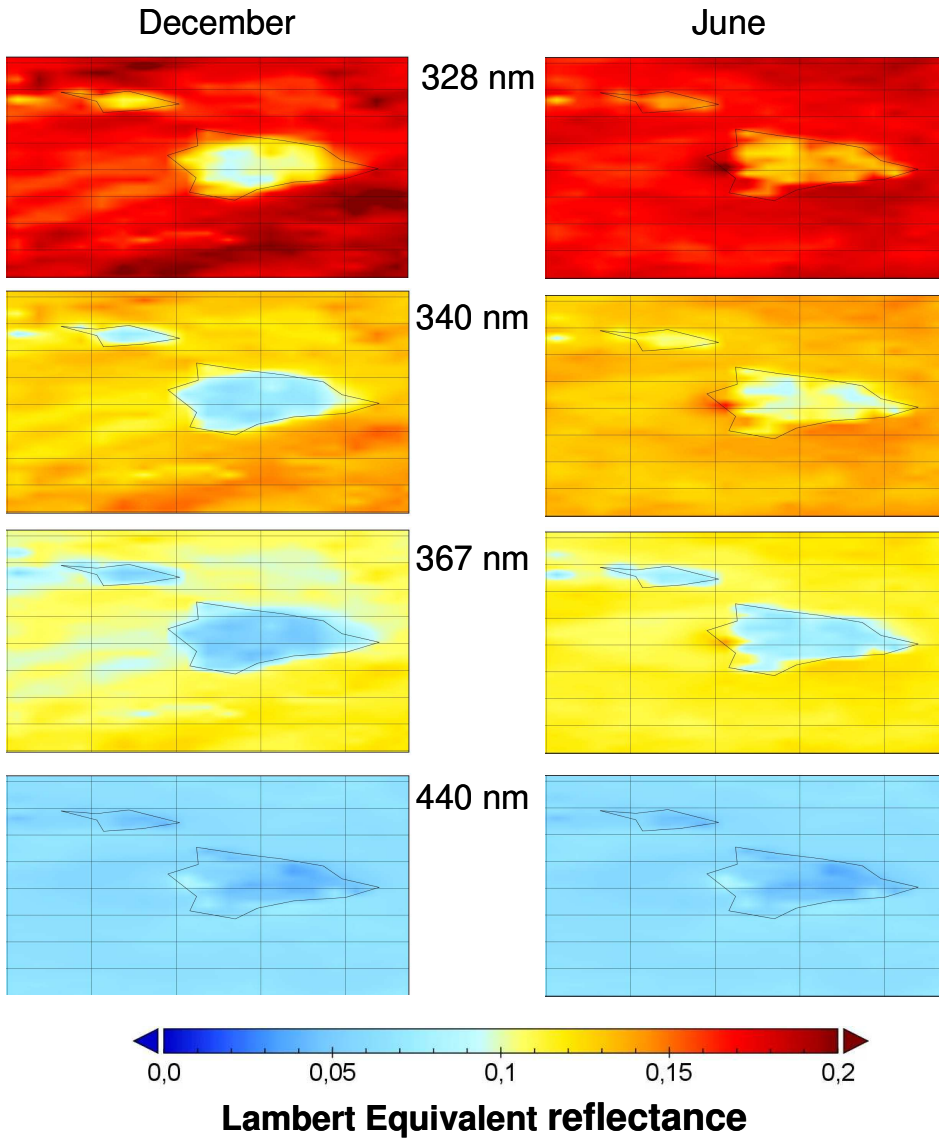 December June
328 nm
340 nm
367 nm
440 nm
0,0 0,05 0,1 0,15 0,2
Lambert Equivalent reflectance